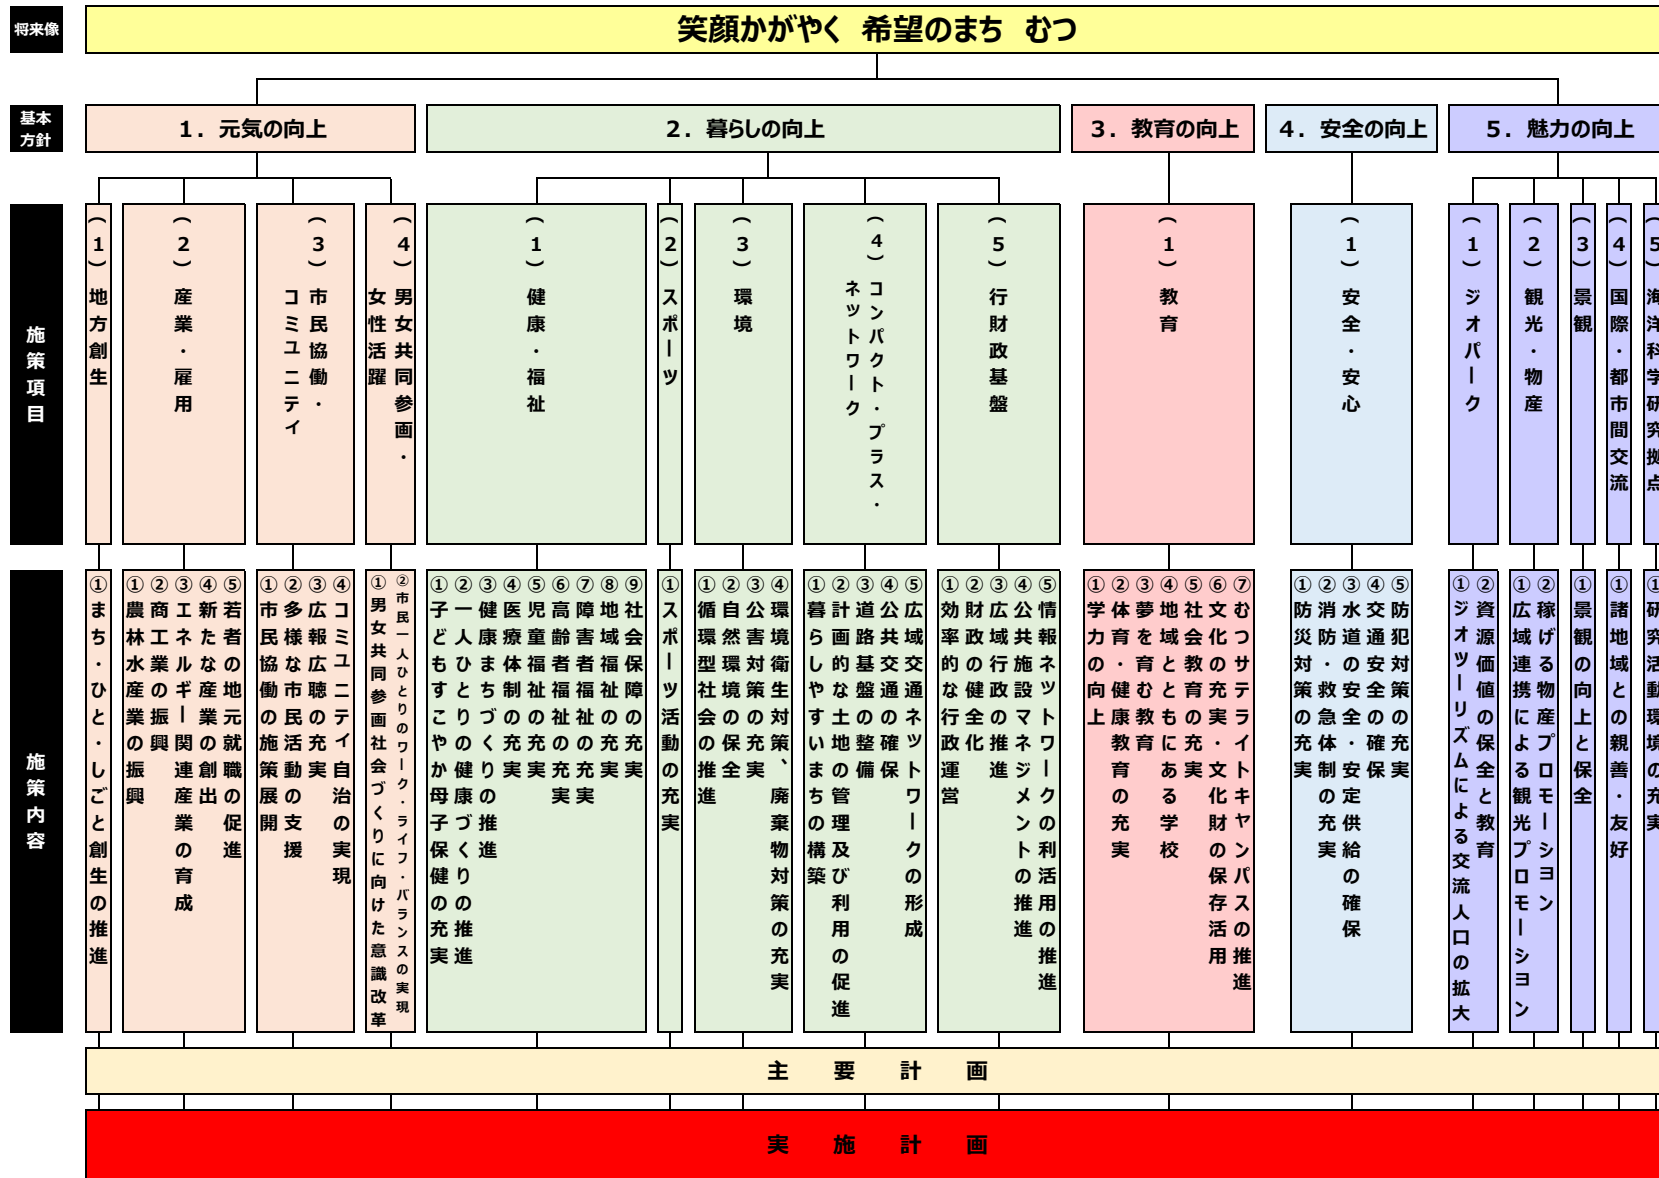 将来像
笑顔かがやく 希望のまち むつ
基本
方針
1. 元気の向上
2. 暮らしの向上
3. 教育の向上
4. 安全の向上
5. 魅力の向上
施策項目
(1) 地方創生
(2) 産業・雇用
(3) 市民協働・
コミュニティ
(4) 男女共同参画・
女性活躍
(1) 健康・福祉
(2) スポーツ
(3) 環境
(4) コンパクト・プラス・
ネットワーク
(5) 行財政基盤
(1) 教育
(1) 安全・安心
(1) ジオパーク
(2) 観光・物産
(3) 景観
(4) 国際・都市間交流
(5) 海洋科学研究拠点
施策内容
①まち・ひと・しごと創生の推進
①農林水産業の振興
②商工業の振興
③エネルギー関連産業の育成
④新たな産業の創出
⑤若者の地元就職の促進
①市民協働の施策展開
②多様な市民活動の支援
③広報広聴の充実
④コミュニティ自治の実現
①男女共同参画社会づくりに向けた意識改革
②市民一人ひとりのワーク・ライフ・バランスの実現
①子どもすこやか母子保健の充実
②一人ひとりの健康づくりの推進
③健康まちづくりの推進
④医療体制の充実
⑤児童福祉の充実
⑥高齢者福祉の充実
⑦障害者福祉の充実
⑧地域福祉の充実
⑨社会保障の充実
①スポーツ活動の充実
①循環型社会の推進
②自然環境の保全
③公害対策の充実
④環境衛生対策、廃棄物対策の充実
①暮らしやすいまちの構築
②計画的な土地の管理及び利用の促進
③道路基盤の整備
④公共交通の確保
⑤広域交通ネットワークの形成
①効率的な行政運営
②財政の健全化
③広域行政の推進
④公共施設マネジメントの推進
⑤情報ネットワークの利活用の推進
①学力の向上
②体育・健康教育の充実
③夢を育む教育
④地域とともにある学校
⑤社会教育の充実
⑥文化の充実・文化財の保存活用
⑦むつサテライトキャンパスの推進
①防災対策の充実
②消防・救急体制の充実
③水道の安全・安定供給の確保
④交通安全の確保
⑤防犯対策の充実
①ジオツーリズムによる交流人口の拡大
②資源価値の保全と教育
①広域連携による観光プロモーション
②稼げる物産プロモーション
①景観の向上と保全
①諸地域との親善・友好
①研究活動環境の充実
主要計画
実施計画